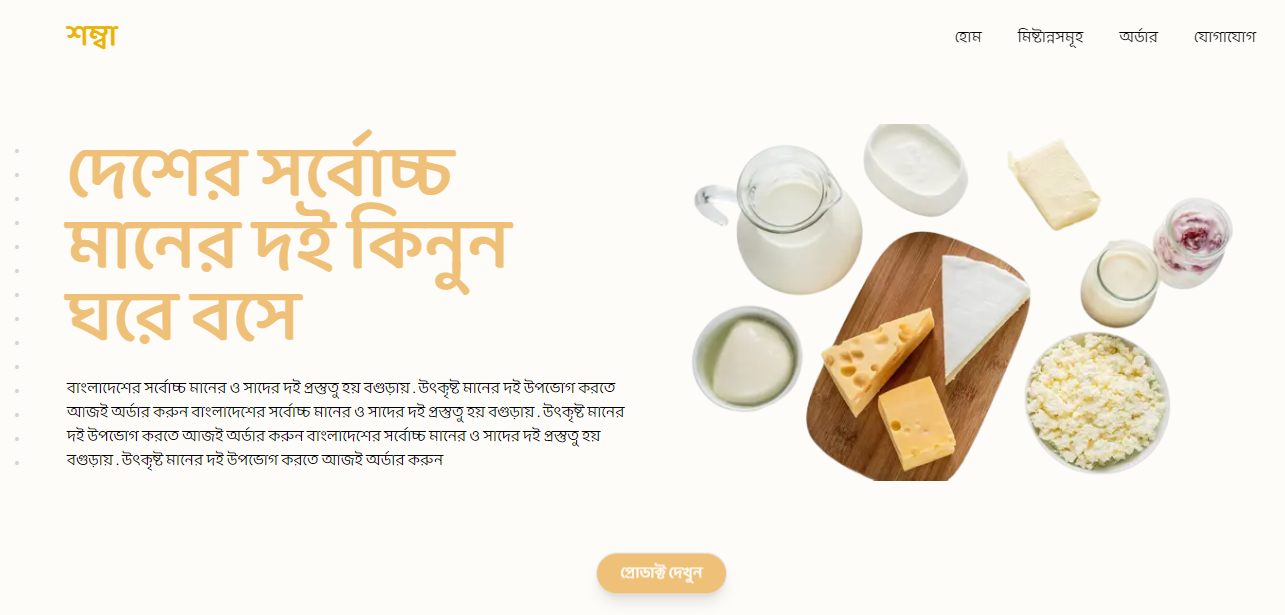 শম্বা
হোম মিষ্টান্নসমূহ অর্ডার যোগাযোগ
দেশের সর্বোচ্চ
মানের দই কিনুন
ঘরে বসে
বাংলাদেশের সর্বোচ্চ মানের ও সাদের দই প্রস্তুত হয় বগুড়ায় . উৎকৃষ্ট মানের দই উপভোগ করতে
আজই অর্ডার করুন বাংলাদেশের সর্বোচ্চ মানের ও সাদের দই প্রস্তুত হয় বগুড়ায় . উৎকৃষ্ট মানের
দই উপভোগ করতে আজই অর্ডার করুন বাংলাদেশের সর্বোচ্চ মানের ও সাদের দই প্রস্তুত হয়
বগুড়ায় . উৎকৃষ্ট মানের দই উপভোগ করতে আজই অর্ডার করুন
প্রোডাক্ট দেখুন